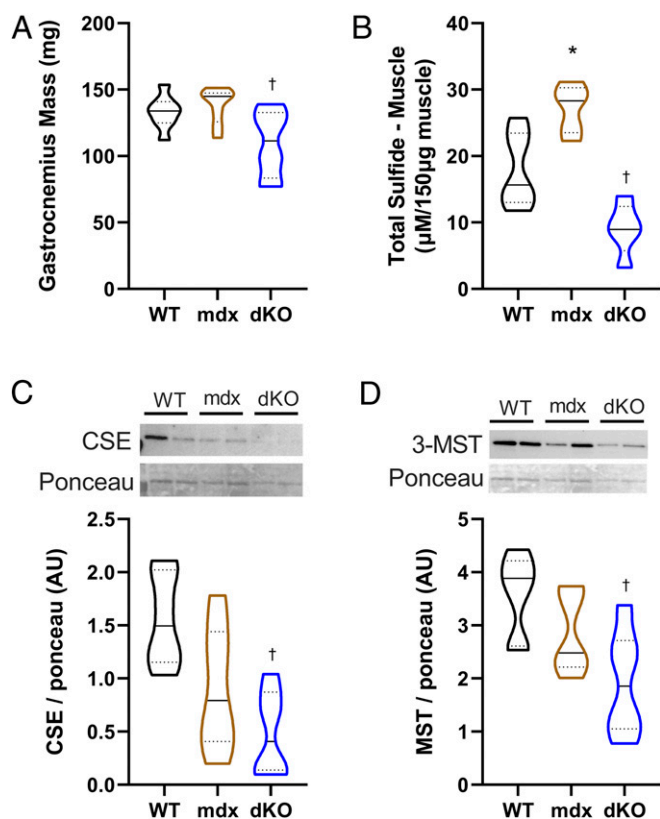 A
Gastrocnemius Mass (mg)
200
150
100
50
0
†
WT mdx dKO
B
Total Sulfide - Muscle
(µM/150µg muscle)
40
30
20
10
0
*
†
WT mdx dKO
C
WT mdx dKO
CSE
Ponceau
CSE / ponceau (AU)
2.5
2.0
1.5
1.0
0.5
0.0
†
WT mdx dKO
D
WT mdx dKO
3-MST
Ponceau
MST / ponceau (AU)
5
4
3
2
1
0
†
WT mdx dKO